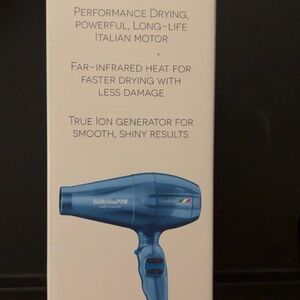 PERFORMANCE DRYING,
POWERFUL, LONG-LIFE
ITALIAN MOTOR
FAR-INFRARED HEAT FOR
FASTER DRYING WITH
LESS DAMAGE
TRUE ION GENERATOR FOR
SMOOTH, SHINY RESULTS
BaBylissPRO